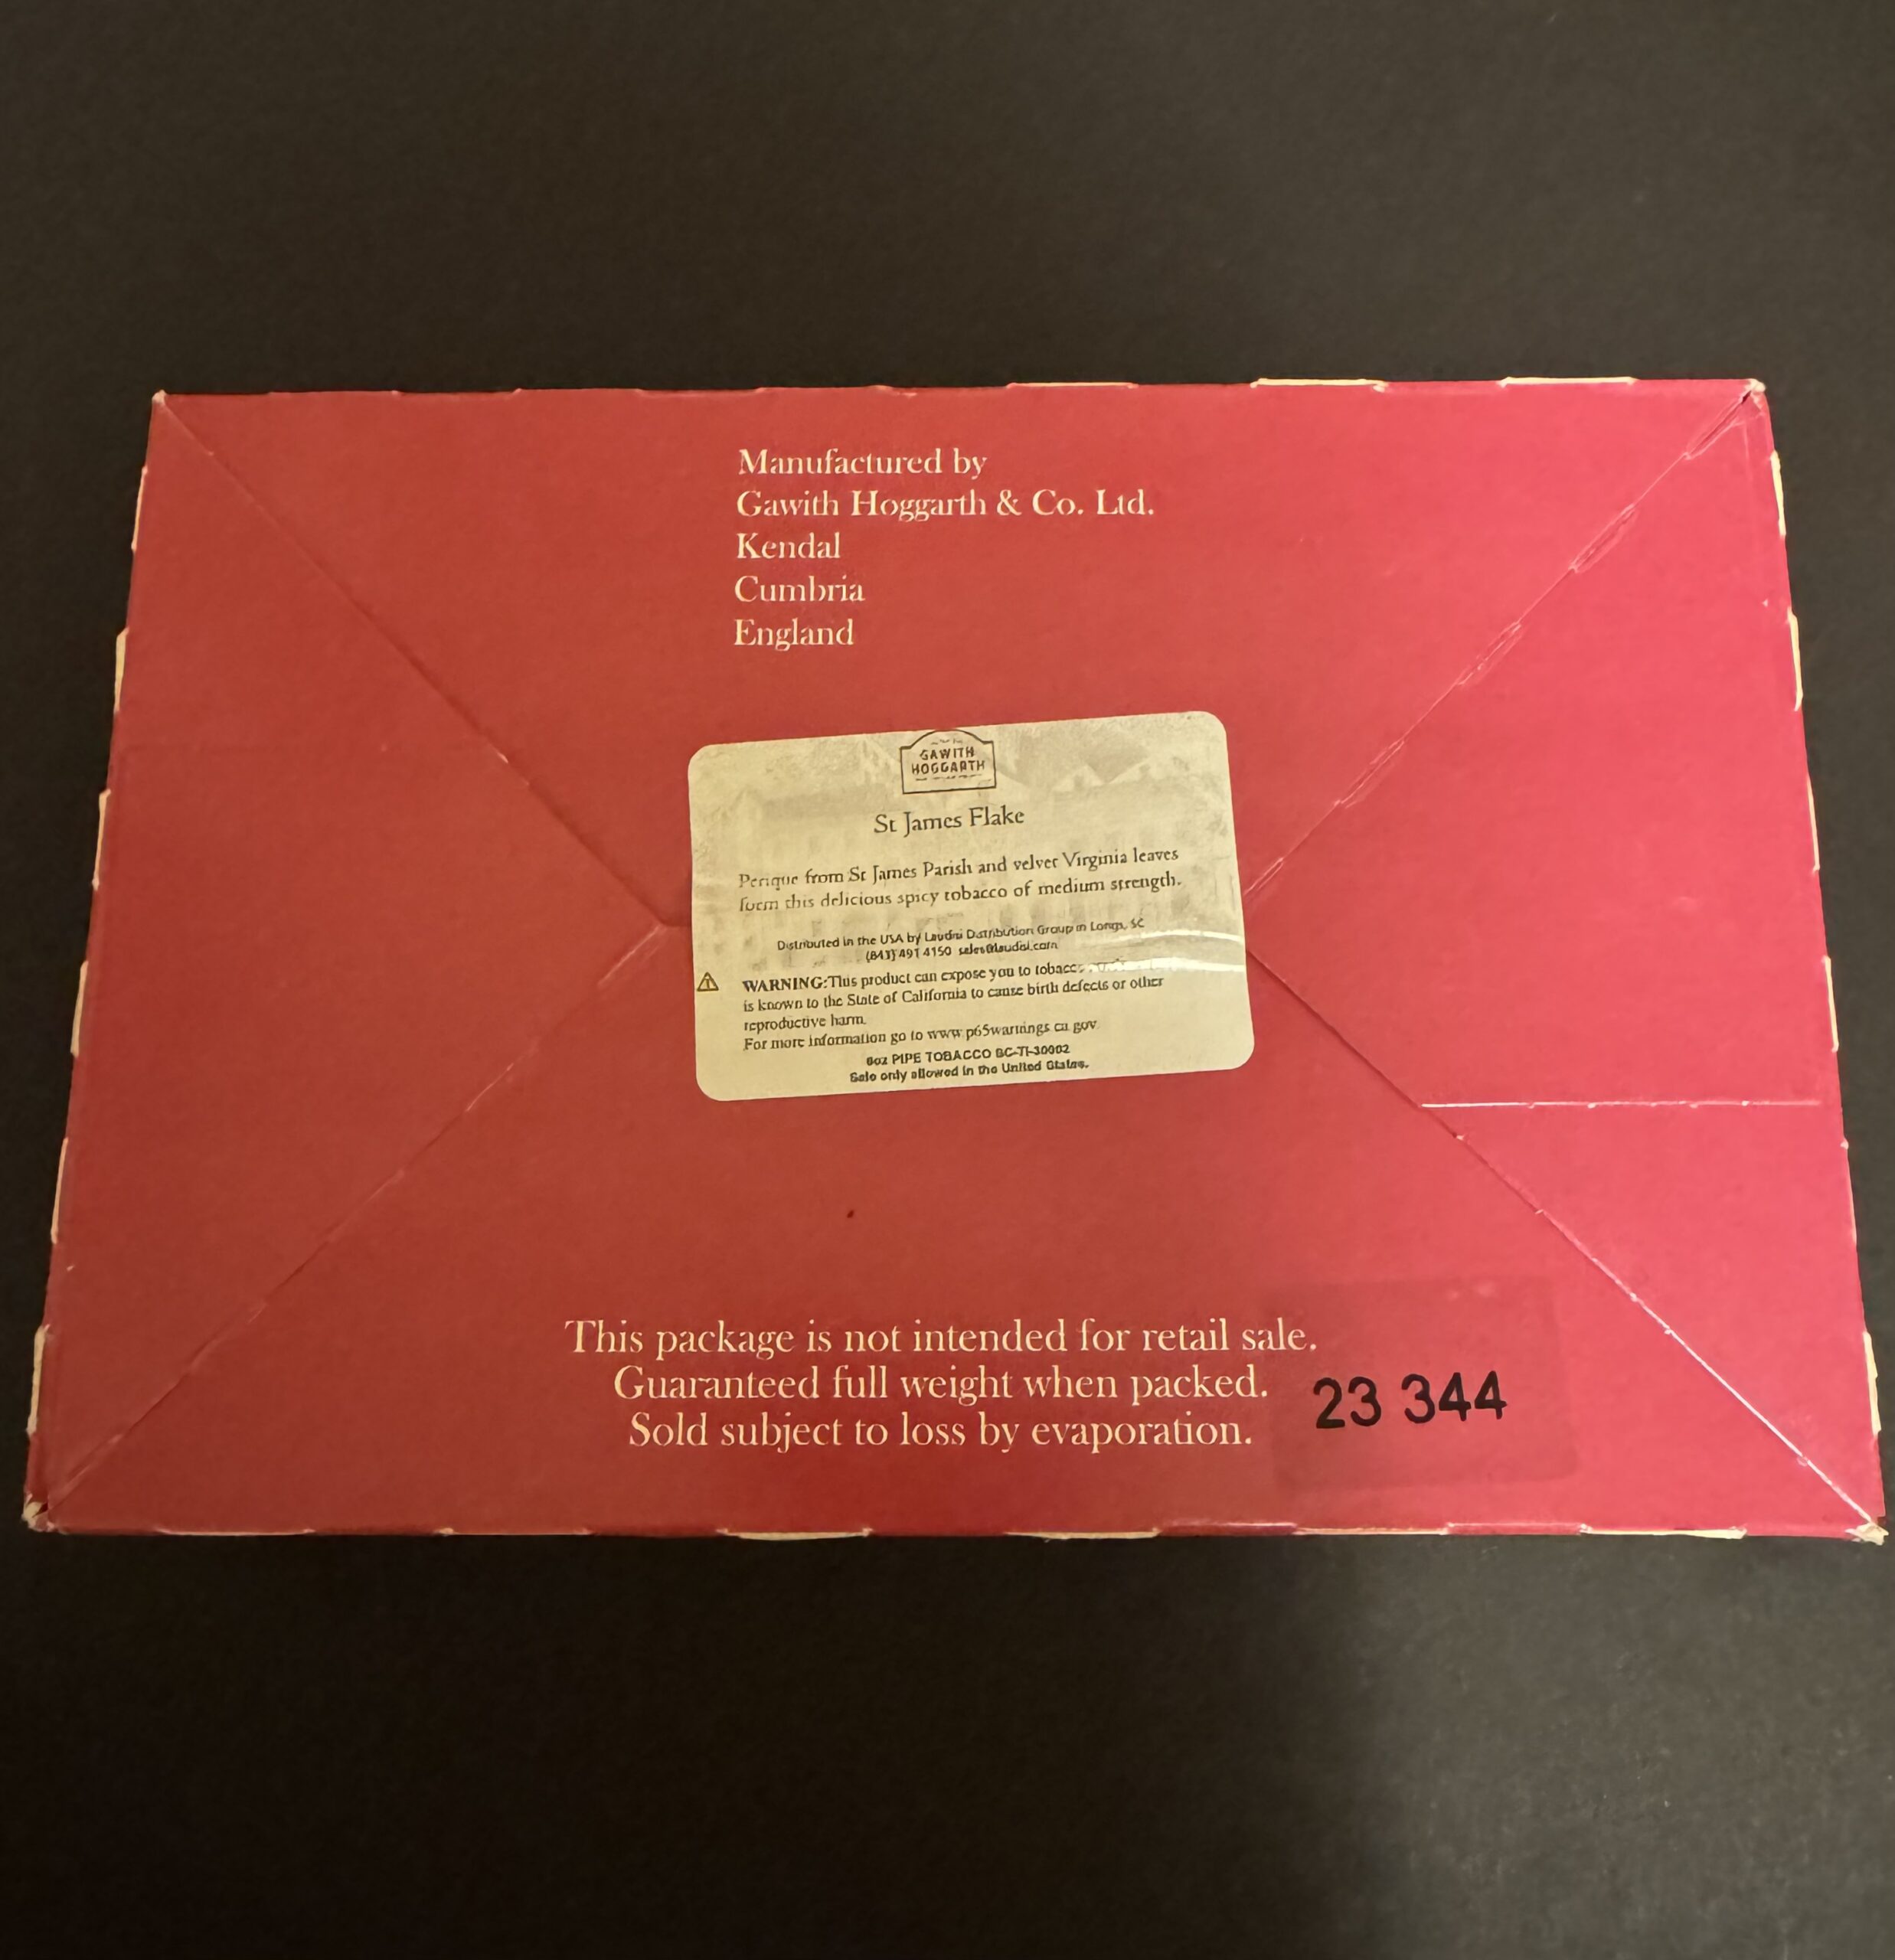 Manufactured by
Gawith Hoggarth & Co. Ltd.
Kendal
Cumbria
England
GAWITH
HOGGARTH
St James Flake
Perique from St James Parish and velvet Virginia leaves
form this delicious spicy tobacco of medium strength.
Distributed in the USA by Laudisi Distribution Group in Longs, SC
(843) 491 4150 sales@laudisi.com
WARNING: This product can expose you to
is known to the State of California to cause birth defects or other
reproductive harm.
For more information go to www.p65warnings.ca.gov
8oz PIPE TOBACCO BC-TI-30002
Sale only allowed in the United States.
This package is not intended for retail sale.
Guaranteed full weight when packed.
Sold subject to loss by evaporation.
23 344